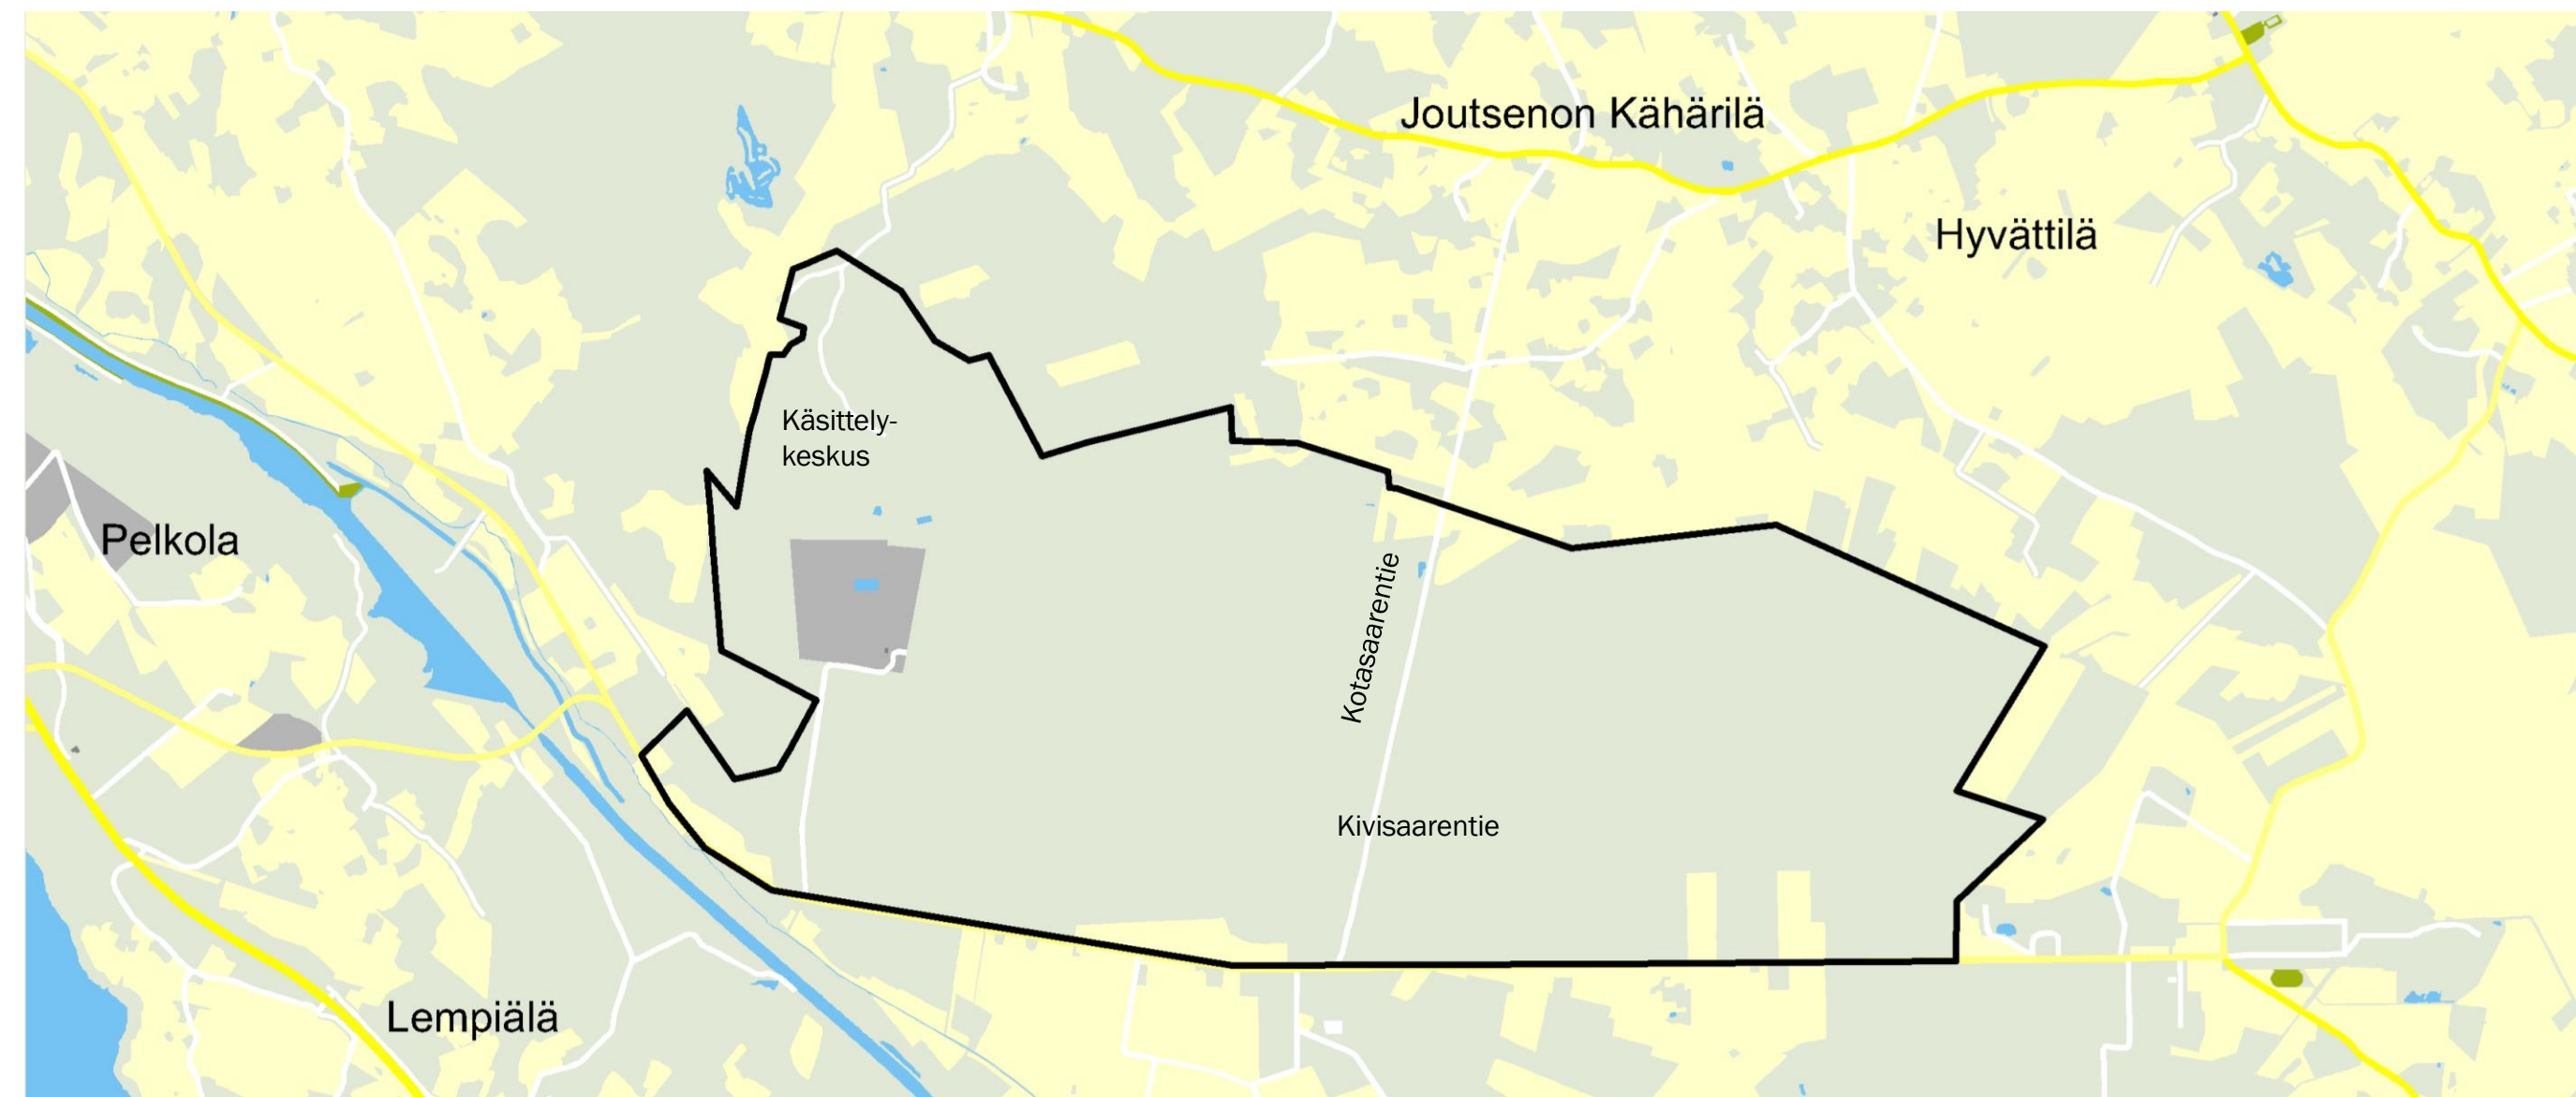 Joutsenon Kähärilä
Hyvättilä
Käsittely-
keskus
Pelkola
Kotasaarentie
Kivisaarentie
Lempiälä